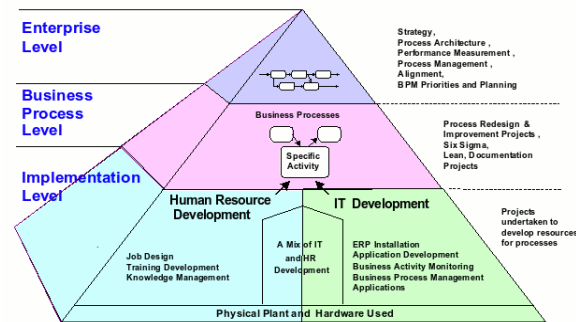 Enterprise
Level
Strategy,
Process Architecture ,
Performance Measurement ,
Process Management ,
Alignment,
BPM Priorities and Planning
Business
Process
Level
Business Processes
Specific
Activity
Process Redesign &
Improvement Projects ,
Six Sigma,
Lean, Documentation
Projects
Implementation
Level
Human Resource
Development
IT Development
Projects
undertaken to
develop resources
for processes
Job Design
Training Development
Knowledge Management
A Mix of IT
and HR
Development
ERP Installation
Application Development
Business Activity Monitoring
Business Process Management
Applications
Physical Plant and Hardware Used